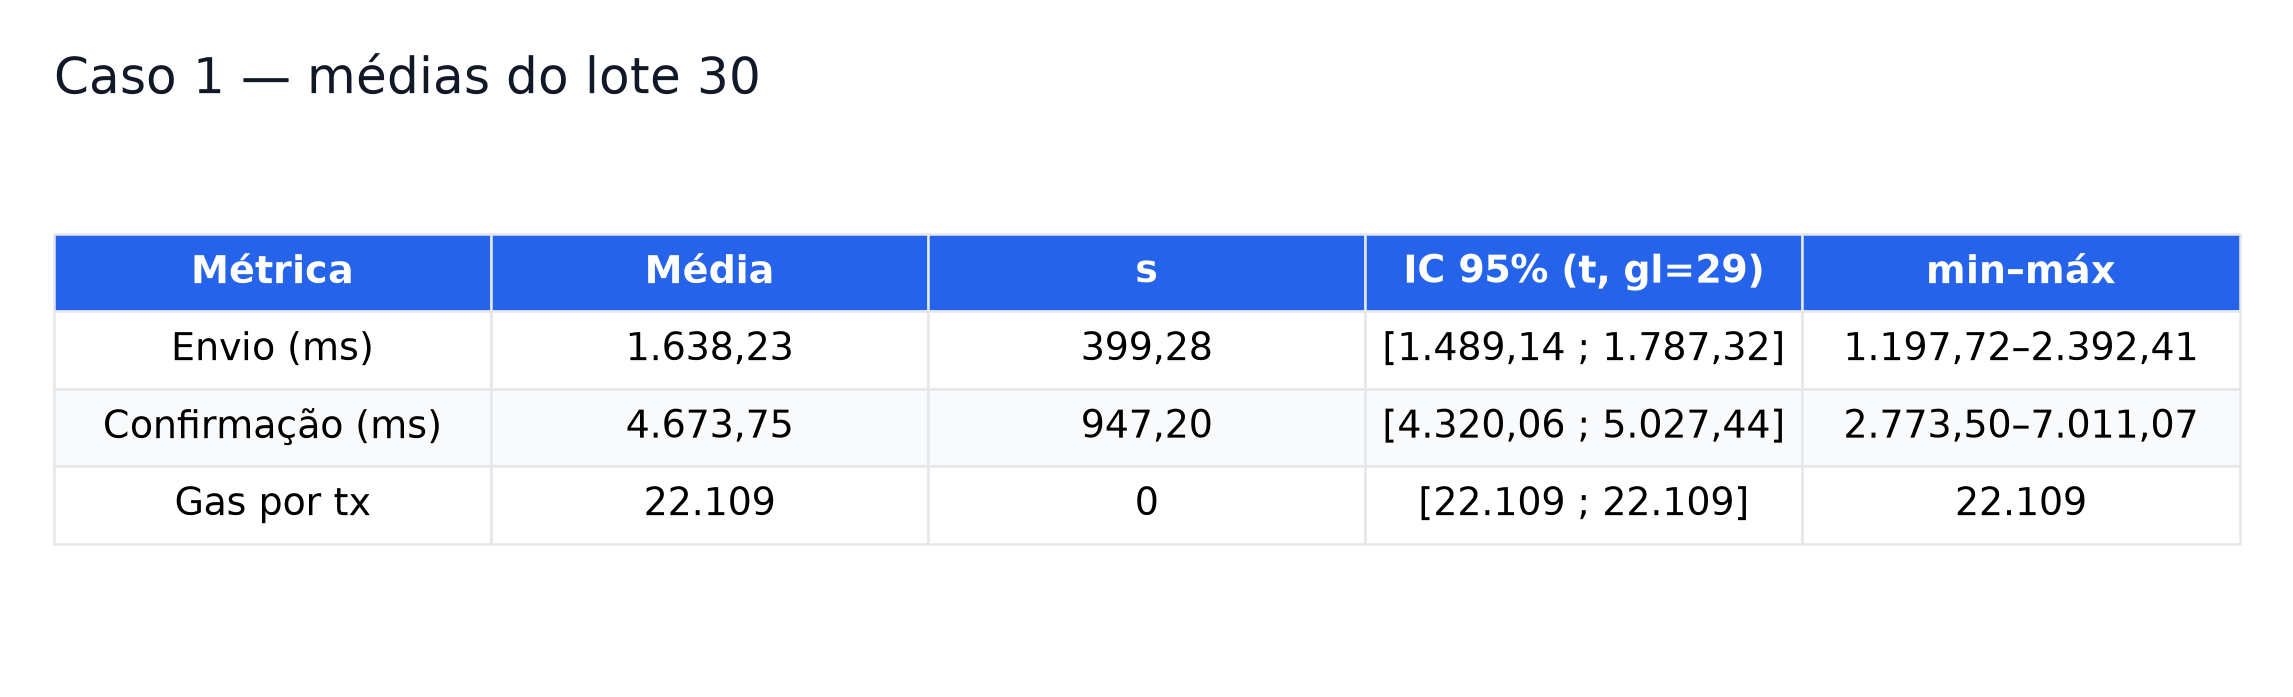 Caso 1 — médias do lote 30
Métrica Média s IC 95% (t, gl=29) min–máx
Envio (ms) 1.638,23 399,28 [1.489,14 ; 1.787,32] 1.197,72–2.392,41
Confirmação (ms) 4.673,75 947,20 [4.320,06 ; 5.027,44] 2.773,50–7.011,07
Gas por tx 22.109 0 [22.109 ; 22.109] 22.109